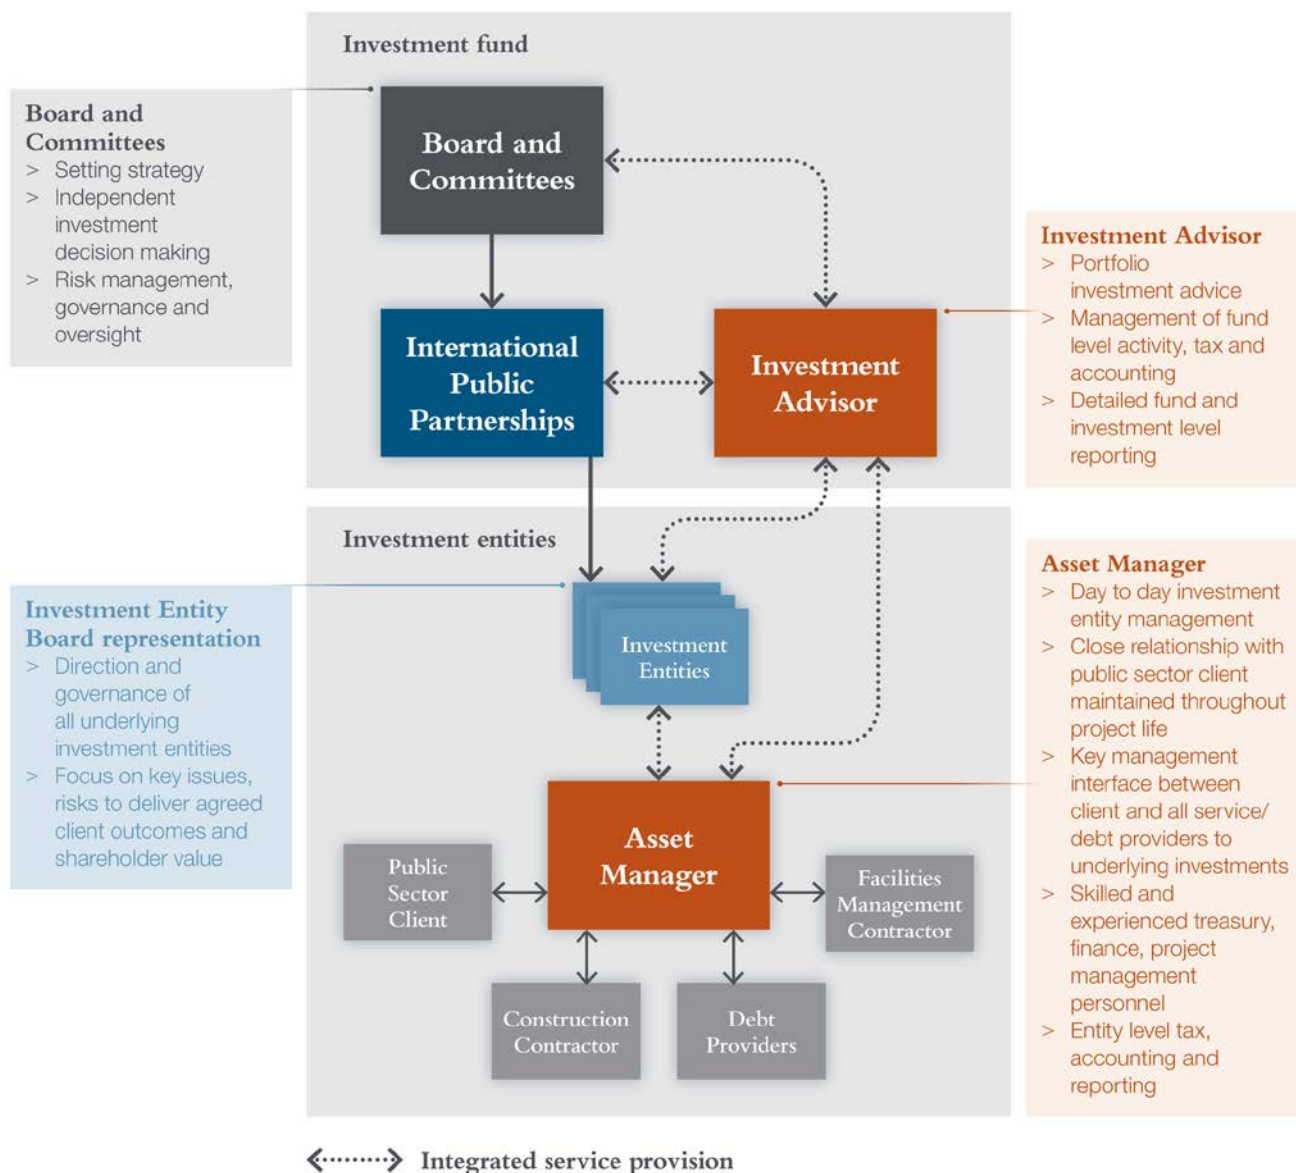 Investment fund
Board and
Committees
> Setting strategy
> Independent
investment
decision making
> Risk management,
governance and
oversight
Board and
Committees
International
Public
Partnerships
Investment
Advisor
Investment Advisor
> Portfolio
investment advice
> Management of fund
level activity, tax and
accounting
> Detailed fund and
investment level
reporting
Investment entities
Investment Entity
Board representation
> Direction and
governance of
all underlying
investment entities
> Focus on key issues,
risks to deliver agreed
client outcomes and
shareholder value
Investment
Entities
Asset
Manager
Public
Sector
Client
Facilities
Management
Contractor
Construction
Contractor
Debt
Providers
Asset Manager
> Day to day investment
entity management
> Close relationship with
public sector client
maintained throughout
project life
> Key management
interface between
client and all service/
debt providers to
underlying investments
> Skilled and
experienced treasury,
finance, project
management
personnel
> Entity level tax,
accounting and
reporting
Integrated service provision